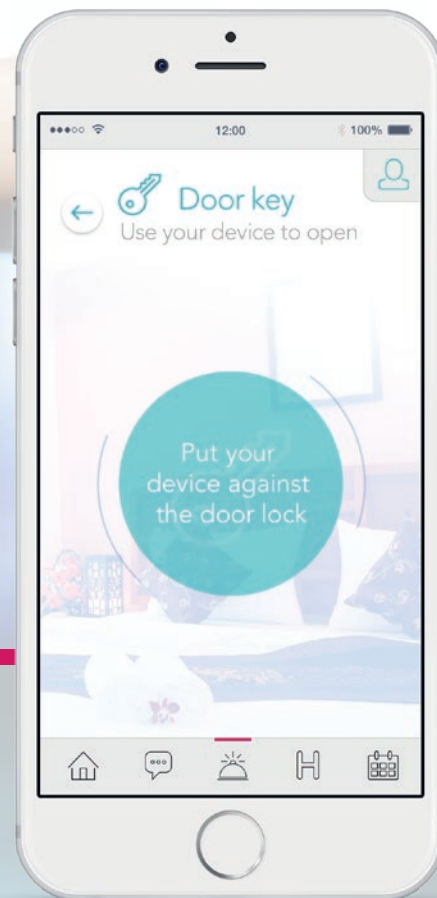 12:00
100%
Door key
Use your device to open
Put your
device against
the door lock